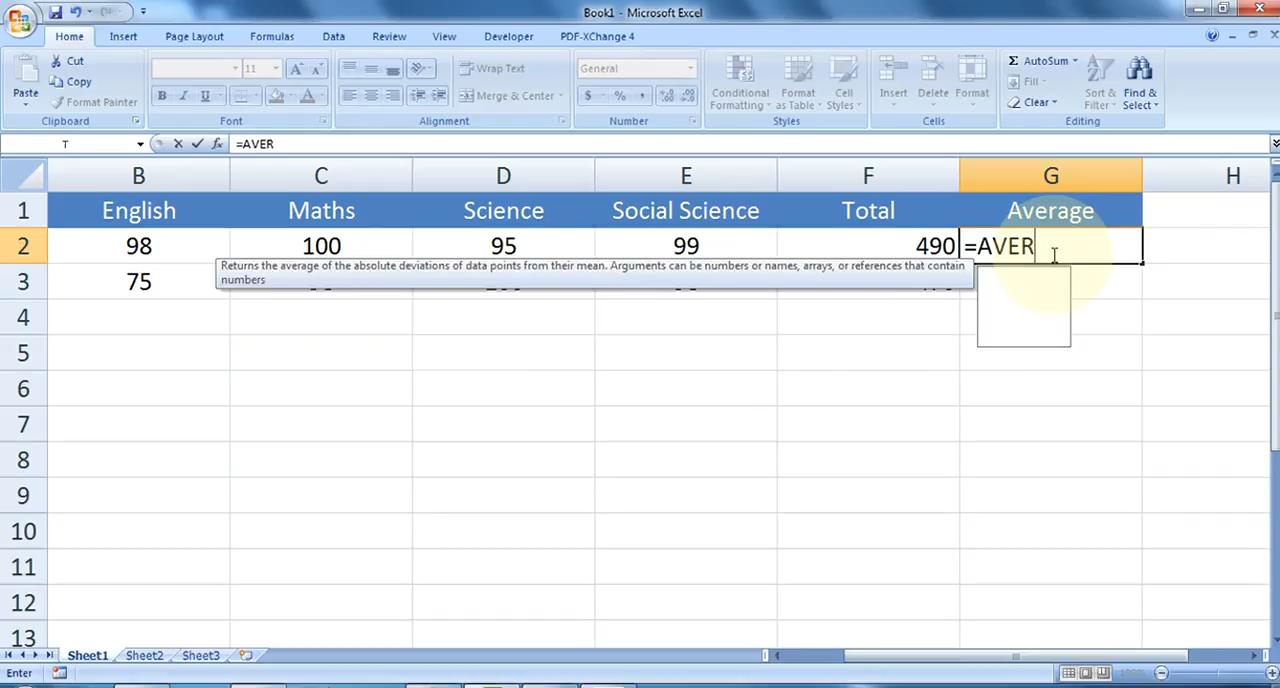 Book1 - Microsoft Excel
Home Insert Page Layout Formulas Data Review View Developer PDF-XChange 4
Cut
Copy
Format Painter
Paste
Clipboard
11 A A
B I U A
Font
Wrap Text
Merge & Center
Alignment
General
$ % ,
Number
Conditional Formatting
Format as Table
Cell Styles
Styles
Insert Delete Format
Cells
Σ AutoSum
Fill
Clear
Sort & Filter
Find & Select
Editing
T fx =AVER
B C D E F G H
1 English Maths Science Social Science Total Average
2 98 100 95 99 490 =AVER
Returns the average of the absolute deviations of data points from their mean. Arguments can be numbers or names, arrays, or references that contain
numbers
3 75
4
5
6
7
8
9
10
11
12
13
Sheet1 Sheet2 Sheet3
Enter